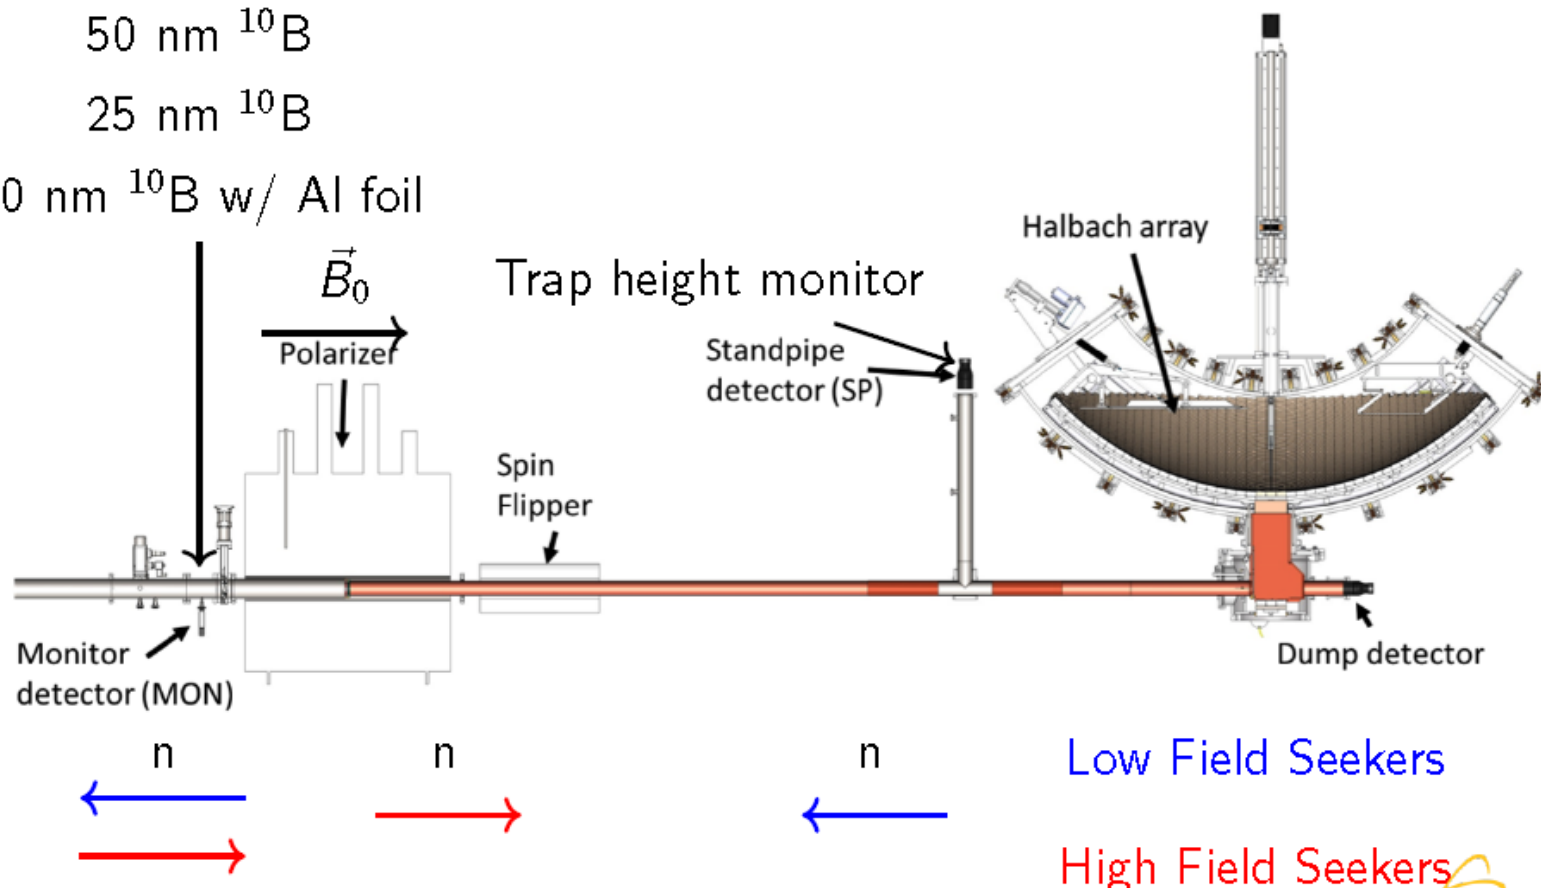 50 nm ¹⁰B
25 nm ¹⁰B
0 nm ¹⁰B w/ Al foil
B⃗₀
Polarizer
Trap height monitor
Standpipe
detector (SP)
Halbach array
Spin
Flipper
Monitor
detector (MON)
Dump detector
n
n
n
Low Field Seekers
High Field Seekers